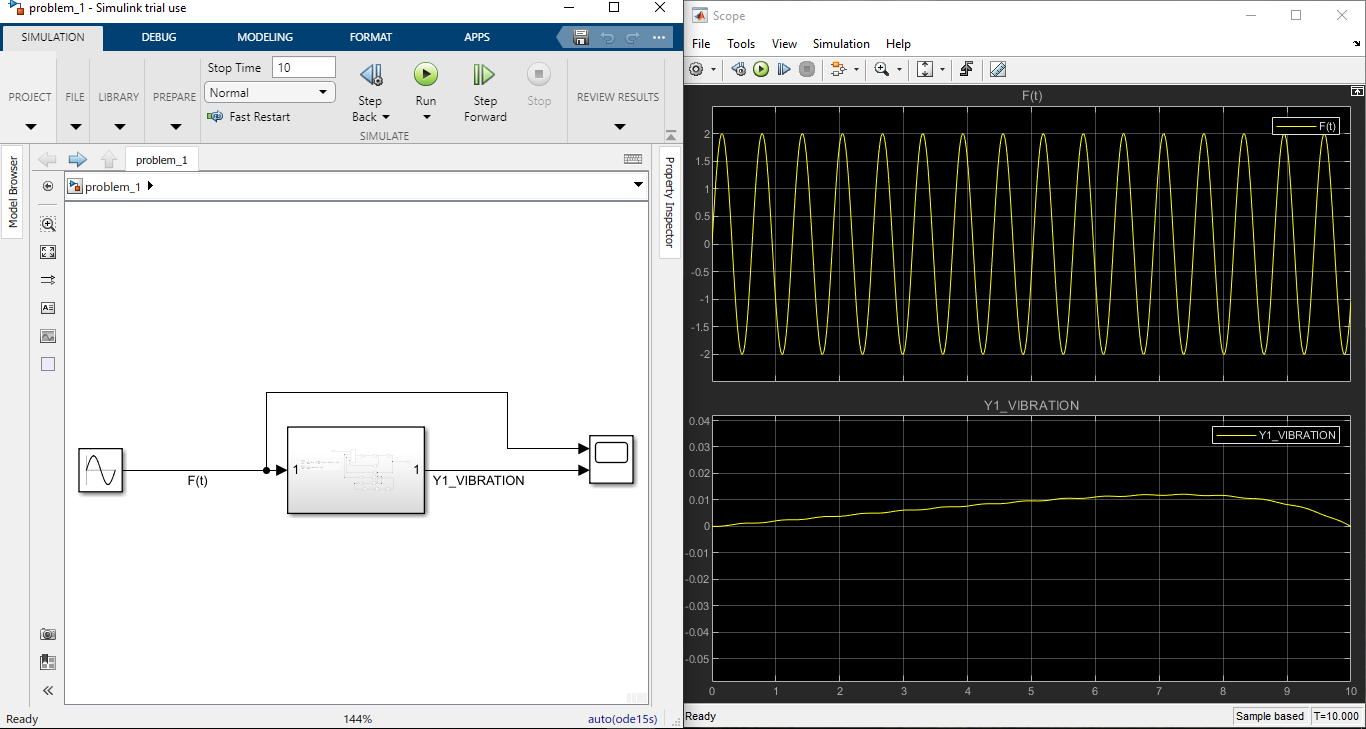 problem_1 - Simulink trial use
SIMULATION DEBUG MODELING FORMAT APPS
Stop Time 10
Normal
Fast Restart
PROJECT FILE LIBRARY PREPARE
Step Back
Run
Step Forward
Stop
REVIEW RESULTS
SIMULATE
Model Browser
problem_1
problem_1
Property Inspector
F(t)
1
1
Y1_VIBRATION
Ready 144% auto(ode15s)
Scope
File Tools View Simulation Help
F(t)
F(t)
2
1.5
1
0.5
0
-0.5
-1
-1.5
-2
Y1_VIBRATION
Y1_VIBRATION
0.04
0.03
0.02
0.01
0
-0.01
-0.02
-0.03
-0.04
-0.05
0 1 2 3 4 5 6 7 8 9 10
Ready Sample based T=10.000